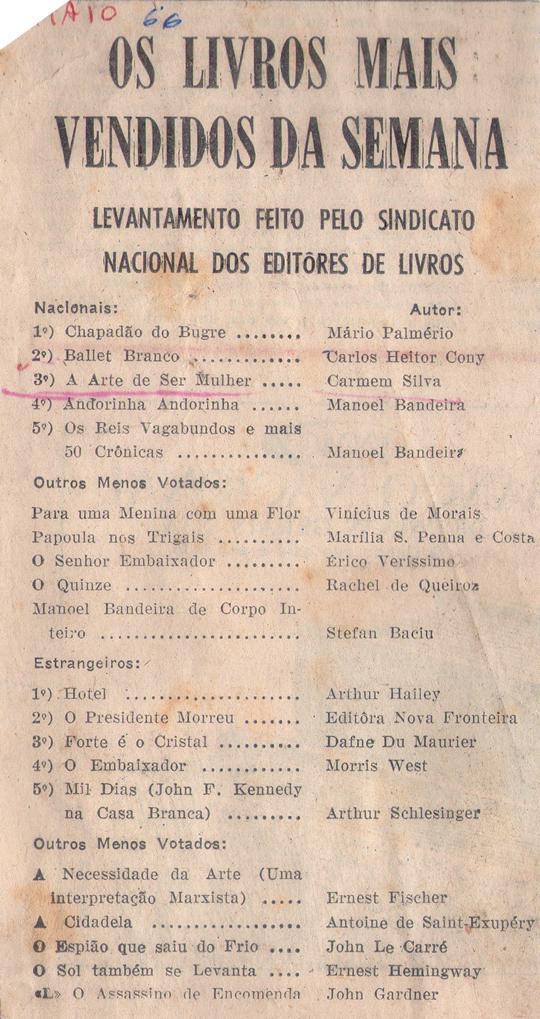 MAIO 66
OS LIVROS MAIS
VENDIDOS DA SEMANA
LEVANTAMENTO FEITO PELO SINDICATO
NACIONAL DOS EDITÔRES DE LIVROS
Nacionais: Autor:
1º) Chapadão do Bugre ........ Mário Palmério
2º) Ballet Branco ............. Carlos Heitor Cony
3º) A Arte de Ser Mulher ..... Carmem Silva
4º) Andorinha Andorinha ...... Manoel Bandeira
5º) Os Reis Vagabundos e mais
50 Crônicas ............... Manoel Bandeira
Outros Menos Votados:
Para uma Menina com uma Flor Vinícius de Morais
Papoula nos Trigais .......... Marília S. Penna e Costa
O Senhor Embaixador ......... Érico Veríssimo
O Quinze ..................... Rachel de Queiroz
Manoel Bandeira de Corpo In-
teiro ........................ Stefan Baciu
Estrangeiros:
1º) Hotel ..................... Arthur Hailey
2º) O Presidente Morreu ....... Editôra Nova Fronteira
3º) Forte é o Cristal .......... Dafne Du Maurier
4º) O Embaixador ............ Morris West
5º) Mil Dias (John F. Kennedy
na Casa Branca) ......... Arthur Schlesinger
Outros Menos Votados:
A Necessidade da Arte (Uma
interpretação Marxista) ..... Ernest Fischer
A Cidadela .................. Antoine de Saint-Exupéry
O Espião que saiu do Frio .... John Le Carré
O Sol também se Levanta .... Ernest Hemingway
«L» O Assassino de Encomenda John Gardner